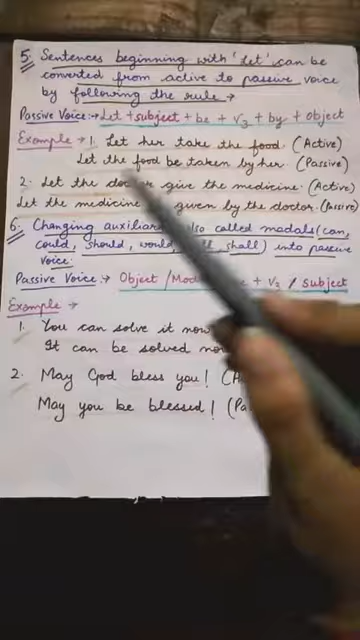 5. Sentences beginning with 'Let' can be
converted from active to passive voice
by following the rule →
Passive Voice:→ Let + subject + be + V3 + by + Object
Example → 1. Let her take the food. (Active)
Let the food be taken by her. (Passive)
2. Let the doctor give the medicine. (Active)
Let the medicine given by the doctor. (Passive)
6. Changing auxiliar also called modals (can,
could, should, would, shall) into passive
voice.
Passive Voice:→ Object / Mod + V3 / subject
Example →
1. You can solve it now
It can be solved
2. May God bless you! (A
May you be blessed! (Pa